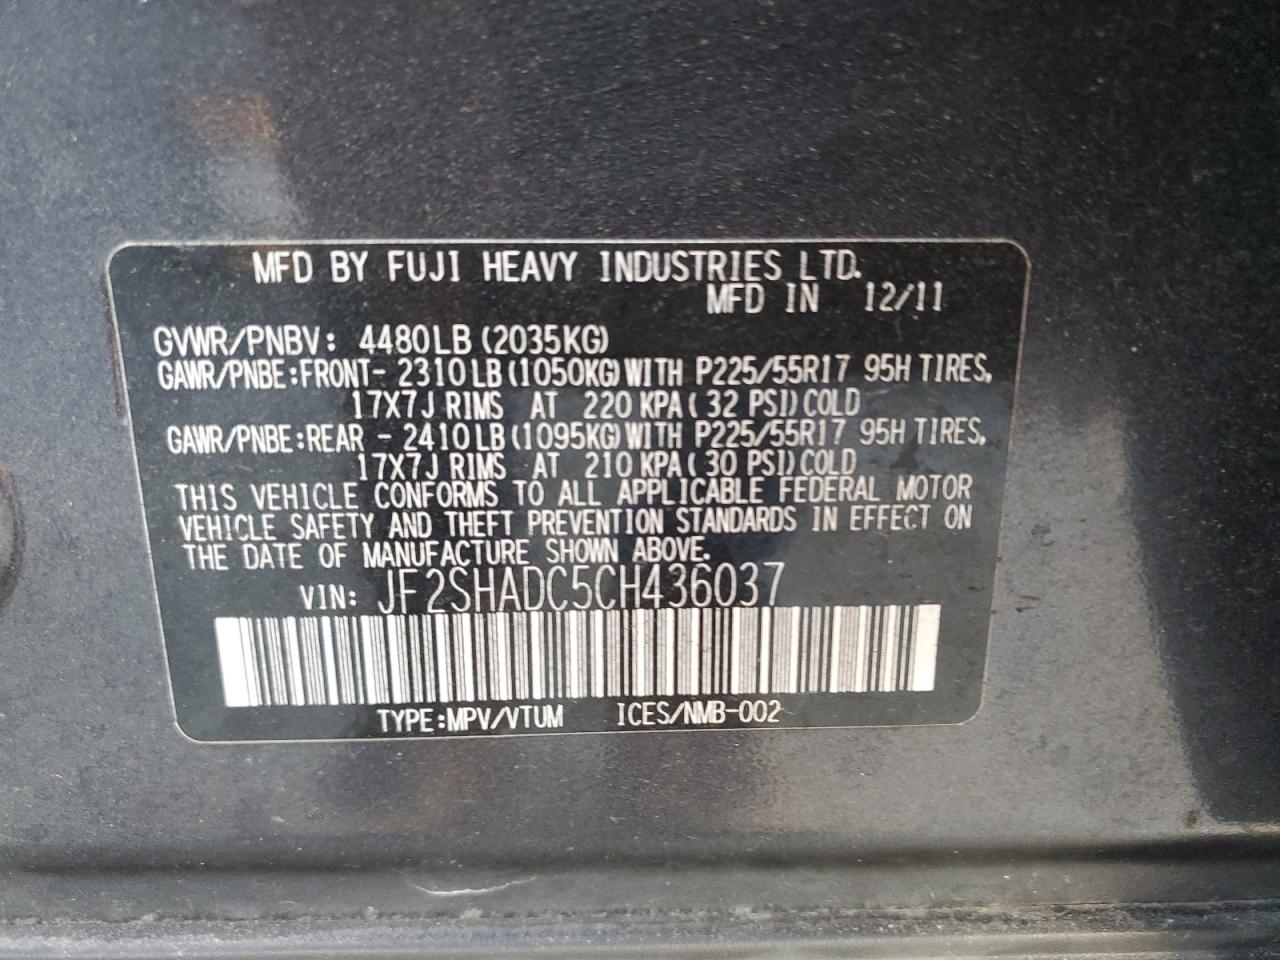 MFD BY FUJI HEAVY INDUSTRIES LTD.
MFD IN 12/11
GVWR/PNBV: 4480LB (2035KG)
GAWR/PNBE:FRONT- 2310LB(1050KG)WITH P225/55R17 95H TIRES,
17X7J RIMS AT 220 KPA( 32 PSI)COLD
GAWR/PNBE:REAR - 2410LB(1095KG)WITH P225/55R17 95H TIRES,
17X7J RIMS AT 210 KPA( 30 PSI)COLD
THIS VEHICLE CONFORMS TO ALL APPLICABLE FEDERAL MOTOR
VEHICLE SAFETY AND THEFT PREVENTION STANDARDS IN EFFECT ON
THE DATE OF MANUFACTURE SHOWN ABOVE.
VIN: JF2SHADC5CH436037
TYPE:MPV/VTUM ICES/NMB-002